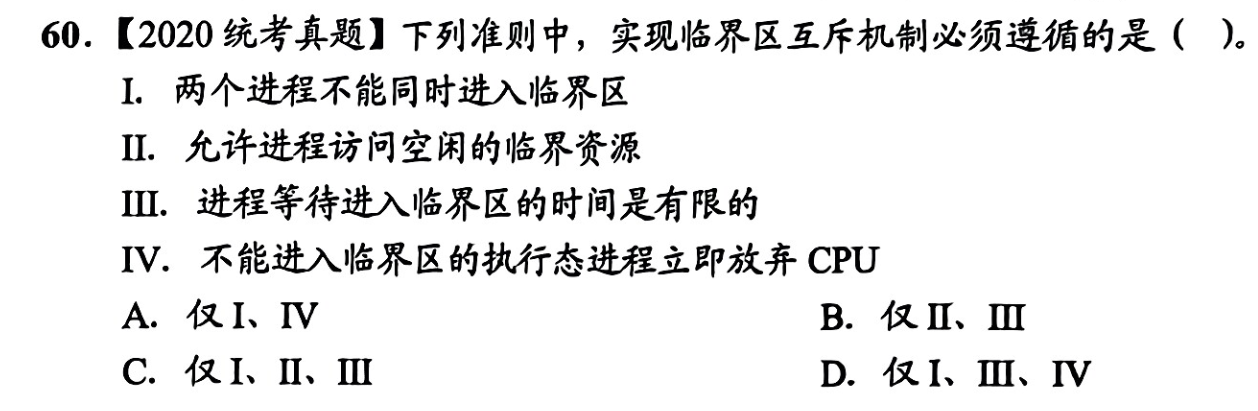 60.【2020 统考真题】下列准则中，实现临界区互斥机制必须遵循的是（ ）。
I. 两个进程不能同时进入临界区
II. 允许进程访问空闲的临界资源
III. 进程等待进入临界区的时间是有限的
IV. 不能进入临界区的执行态进程立即放弃 CPU
A. 仅 I、IV B. 仅 II、III
C. 仅 I、II、III D. 仅 I、III、IV